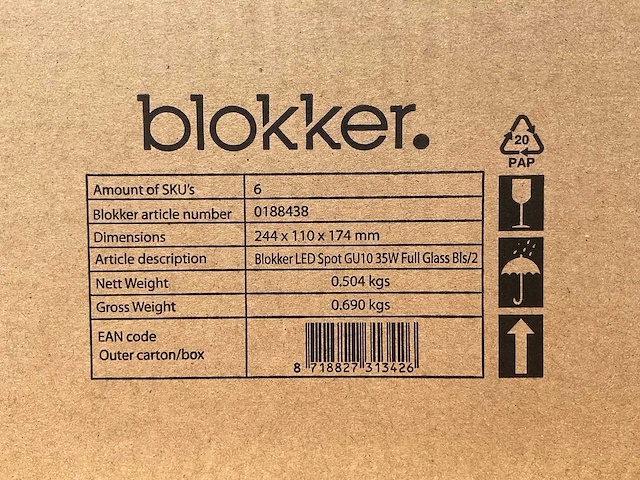 blokker.
20
PAP
Amount of SKU's 6
Blokker article number 0188438
Dimensions 244 x 110 x 174 mm
Article description Blokker LED Spot GU10 35W Full Glass Bls/2
Nett Weight 0.504 kgs
Gross Weight 0.690 kgs
EAN code
Outer carton/box
8 718827 313426